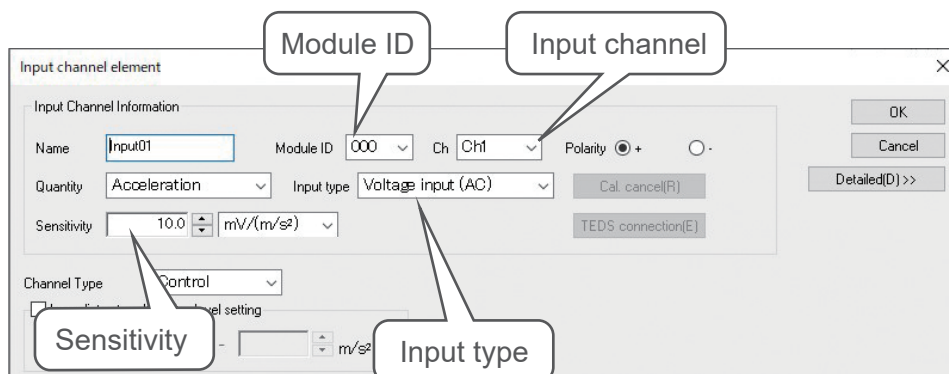 Module ID
Input channel
Input channel element
Input Channel Information
OK
Name Input01 Module ID 000 Ch Ch1 Polarity + -
Cancel
Quantity Acceleration Input type Voltage input (AC) Cal. cancel(R)
Detailed(D) >>
Sensitivity 10.0 mV/(m/s²) TEDS connection(E)
Channel Type Control
level setting
- m/s²
Sensitivity
Input type